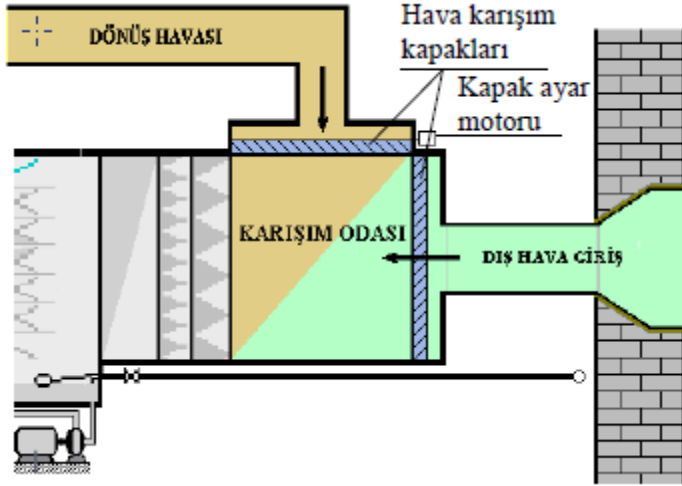 DÖNÜŞ HAVASI
Hava karışım
kapakları
Kapak ayar
motoru
KARIŞIM ODASI
DIŞ HAVA GİRİŞ